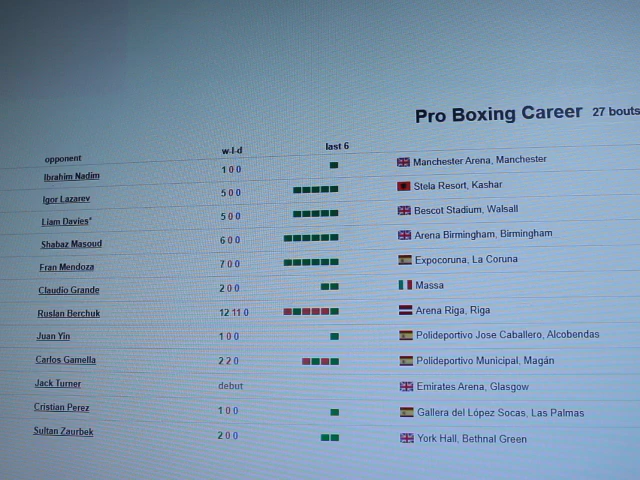 Pro Boxing Career 27 bouts
opponent w-l-d last 6
Ibrahim Nadim 1 0 0 Manchester Arena, Manchester
Igor Lazarev 5 0 0 Stela Resort, Kashar
Liam Davies* 5 0 0 Bescot Stadium, Walsall
Shabaz Masoud 6 0 0 Arena Birmingham, Birmingham
Fran Mendoza 7 0 0 Expocoruna, La Coruna
Claudio Grande 2 0 0 Massa
Ruslan Berchuk 12 11 0 Arena Riga, Riga
Juan Yin 1 0 0 Polideportivo Jose Caballero, Alcobendas
Carlos Gamella 2 2 0 Polideportivo Municipal, Magán
Jack Turner debut Emirates Arena, Glasgow
Cristian Perez 1 0 0 Gallera del López Socas, Las Palmas
Sultan Zaurbek 2 0 0 York Hall, Bethnal Green